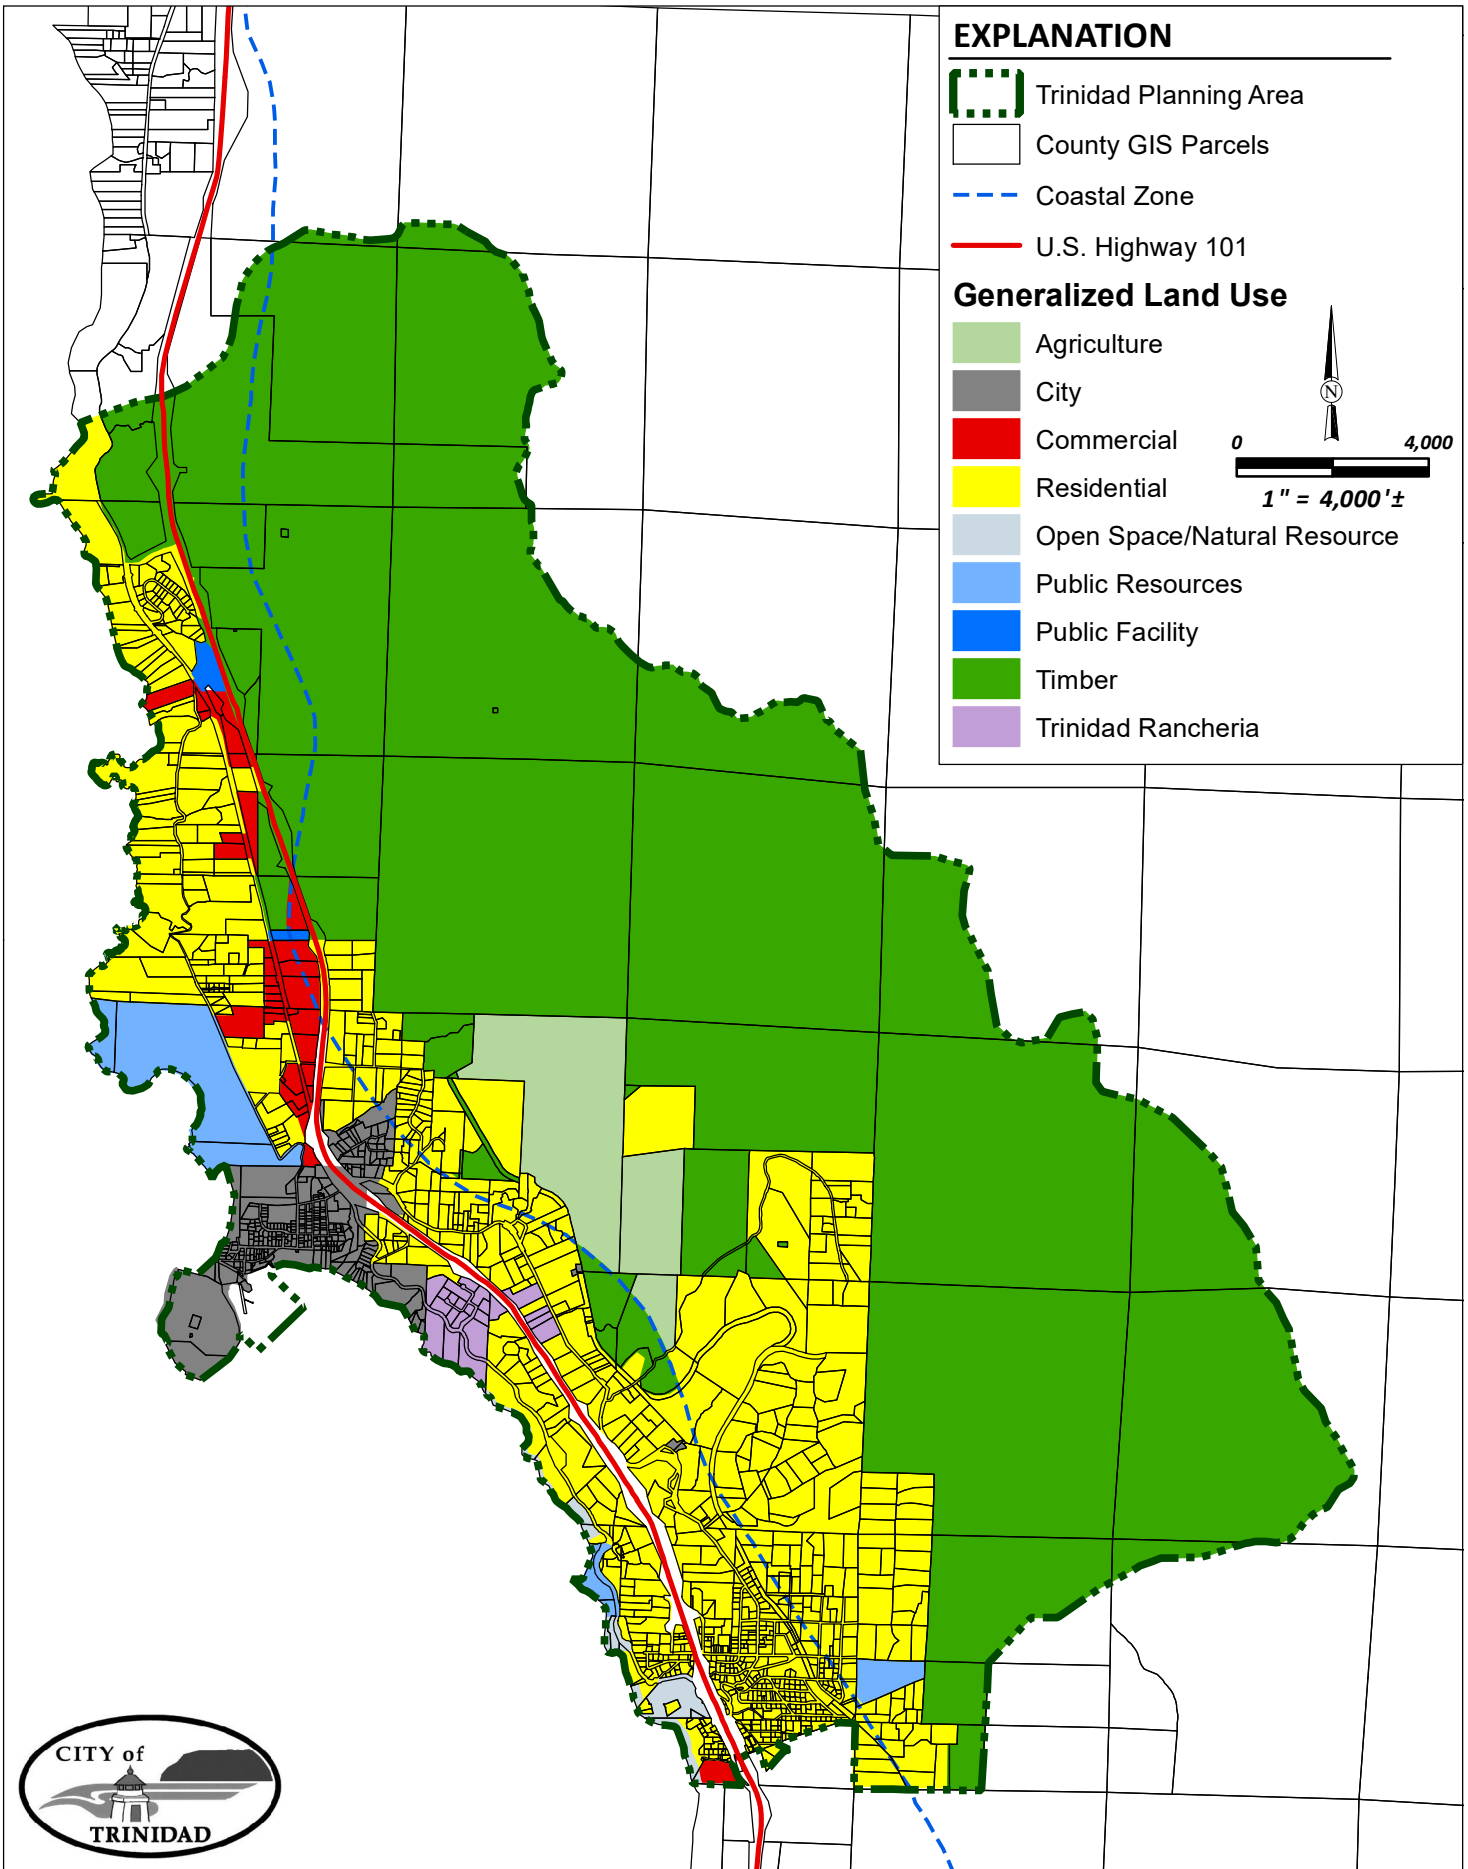 EXPLANATION
Trinidad Planning Area
County GIS Parcels
Coastal Zone
U.S. Highway 101
Generalized Land Use
Agriculture
City
Commercial
Residential
Open Space/Natural Resource
Public Resources
Public Facility
Timber
Trinidad Rancheria
N
0 4,000
1" = 4,000'±
CITY of
TRINIDAD